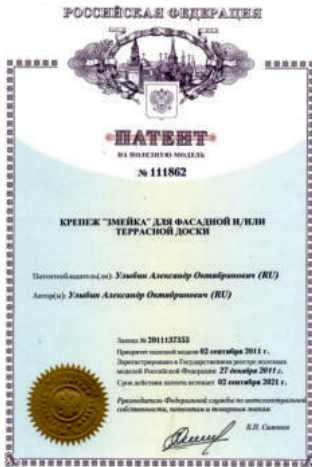 РОССИЙСКАЯ ФЕДЕРАЦИЯ
ПАТЕНТ
НА ПОЛЕЗНУЮ МОДЕЛЬ
№ 111862
КРЕПЕЖ "ЗМЕЙКА" ДЛЯ ФАСАДНОЙ И/ИЛИ
ТЕРРАСНОЙ ДОСКИ
Патентообладатель(ли): Улыбин Александр Октябринович (RU)
Автор(ы): Улыбин Александр Октябринович (RU)
Заявка № 2011137335
Приоритет полезной модели 02 сентября 2011 г.
Зарегистрировано в Государственном реестре полезных
моделей Российской Федерации 27 декабря 2011 г.
Срок действия патента истекает 02 сентября 2021 г.
Руководитель Федеральной службы по интеллектуальной
собственности, патентам и товарным знакам
Б.П. Симонов